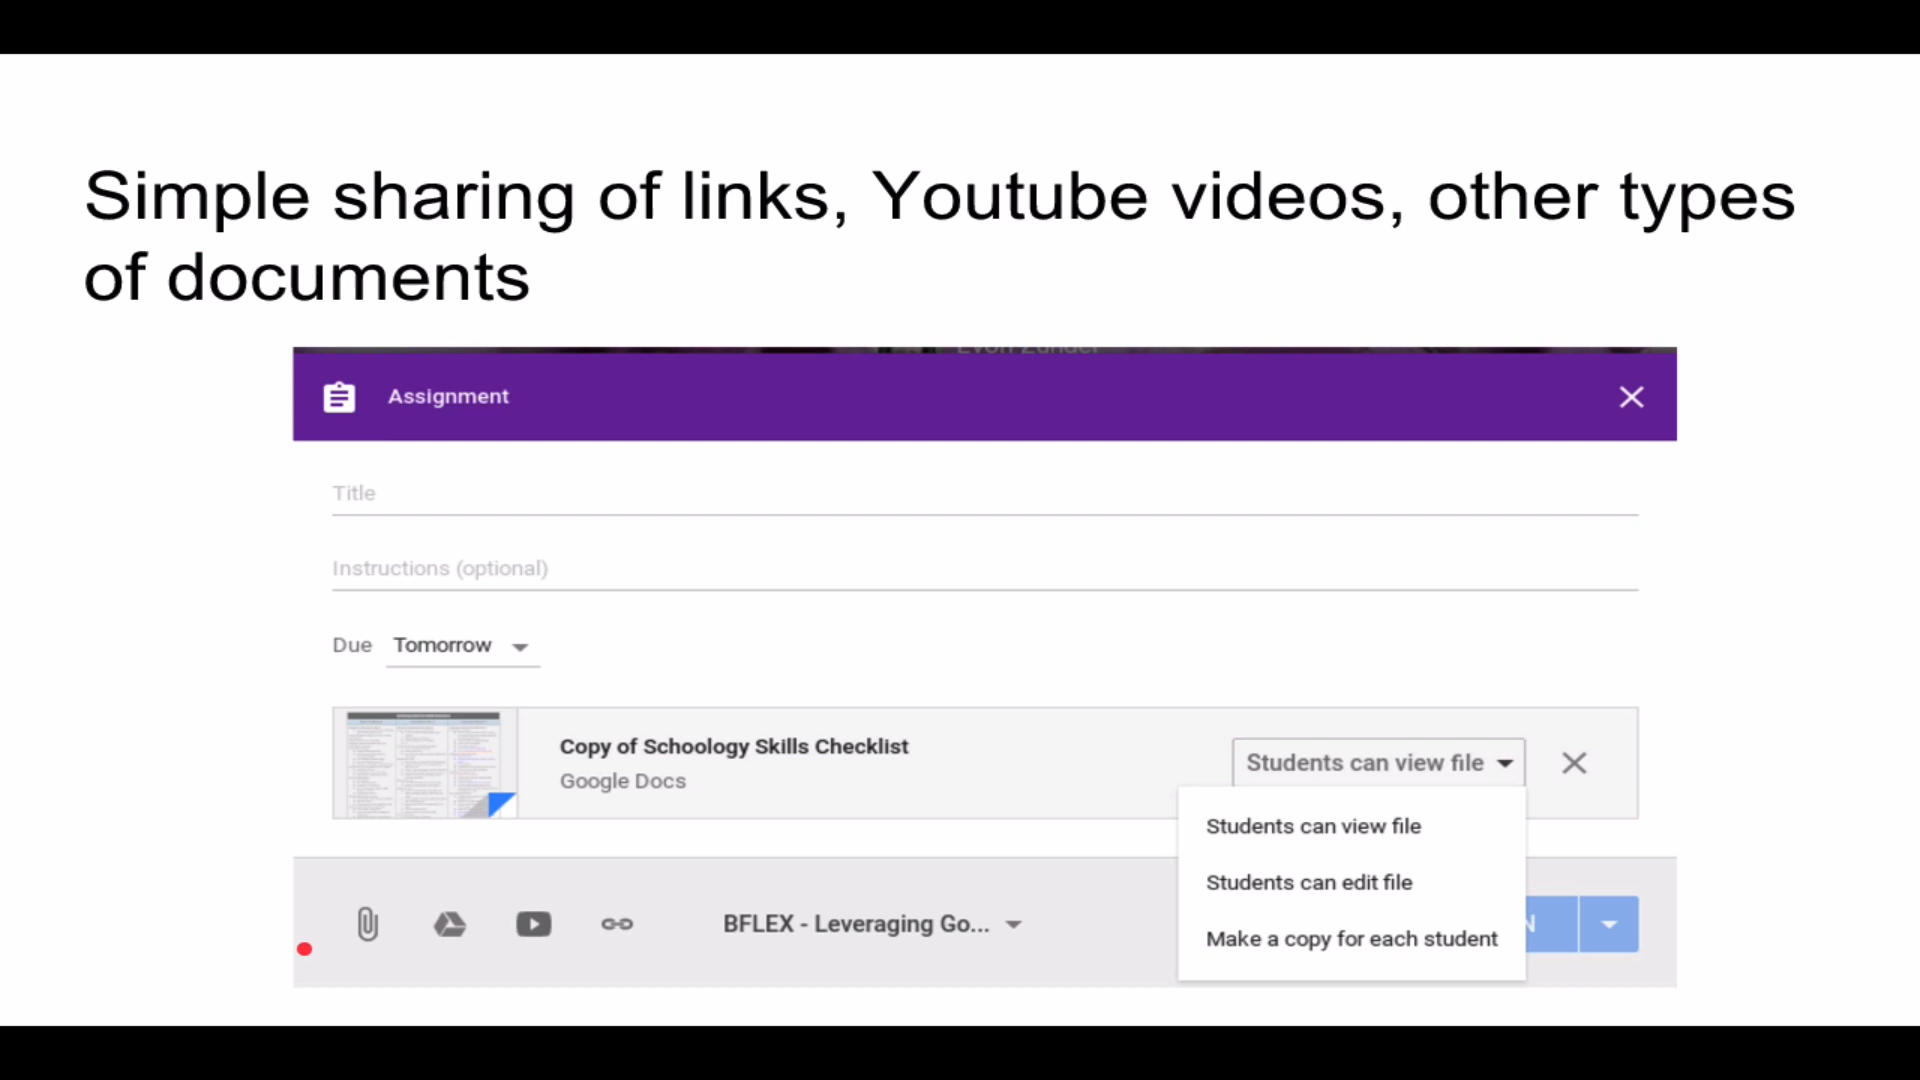 Simple sharing of links, Youtube videos, other types
of documents
Assignment
Title
Instructions (optional)
Due Tomorrow
Copy of Schoology Skills Checklist
Google Docs
Students can view file
Students can view file
Students can edit file
Make a copy for each student
BFLEX - Leveraging Go...